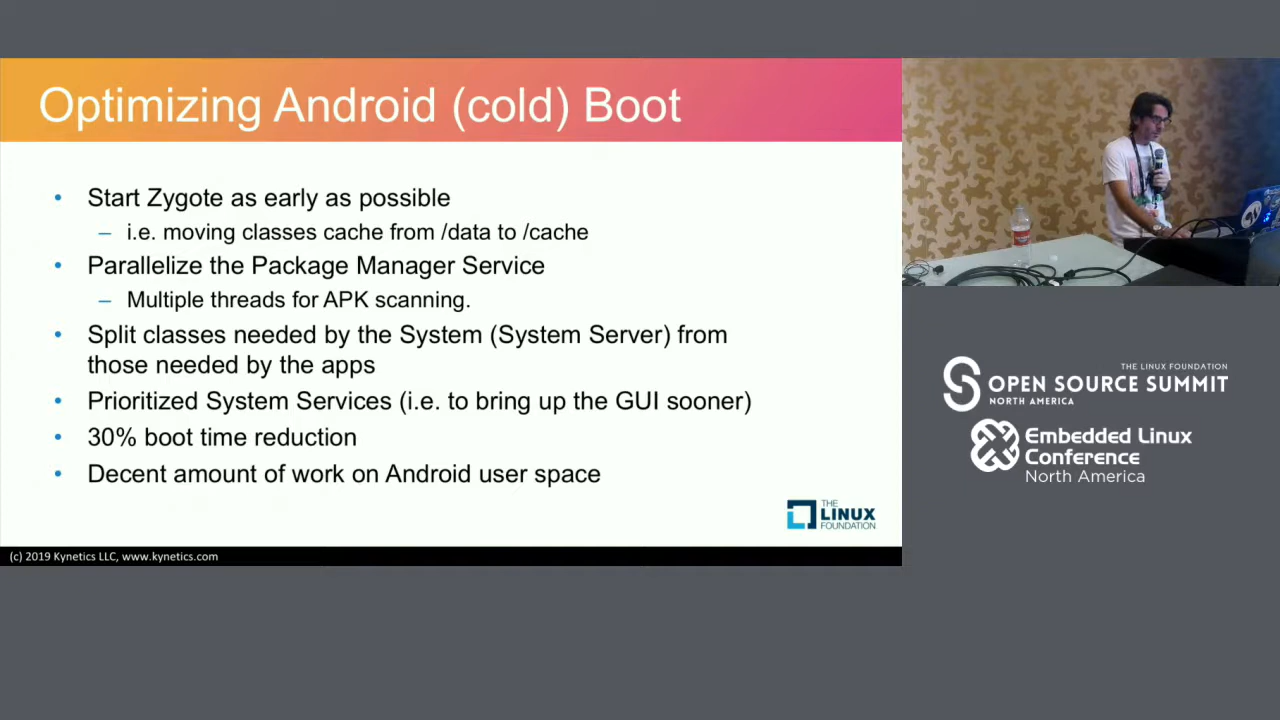 Optimizing Android (cold) Boot
• Start Zygote as early as possible
– i.e. moving classes cache from /data to /cache
• Parallelize the Package Manager Service
– Multiple threads for APK scanning.
• Split classes needed by the System (System Server) from
those needed by the apps
• Prioritized System Services (i.e. to bring up the GUI sooner)
• 30% boot time reduction
• Decent amount of work on Android user space
THE
LINUX
FOUNDATION
(c) 2019 Kynetics LLC, www.kynetics.com
THE LINUX FOUNDATION
OPEN SOURCE SUMMIT
NORTH AMERICA
Embedded Linux
Conference
North America